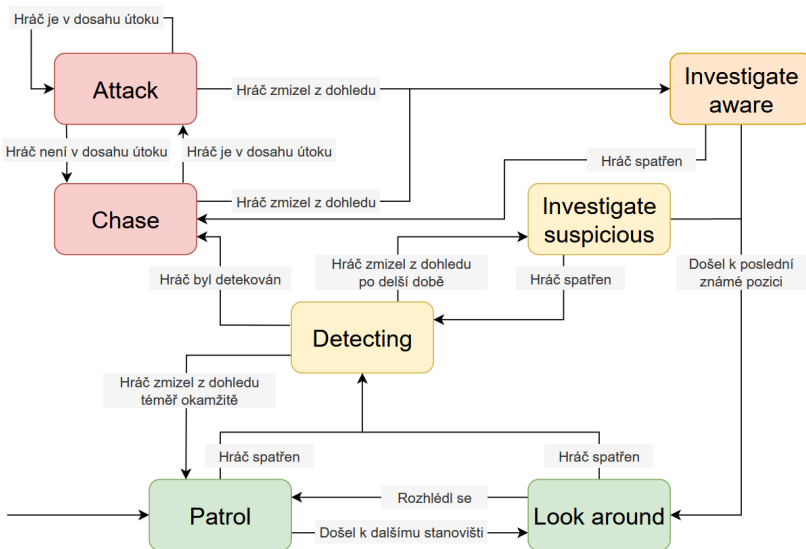 Hráč je v dosahu útoku
Attack
Hráč zmizel z dohledu
Investigate
aware
Hráč není v dosahu útoku
Hráč je v dosahu útoku
Hráč spatřen
Chase
Hráč zmizel z dohledu
Investigate
suspicious
Hráč byl detekován
Hráč zmizel z dohledu
po delší době
Hráč spatřen
Došel k poslední
známé pozici
Detecting
Hráč zmizel z dohledu
téměř okamžitě
Hráč spatřen
Hráč spatřen
Patrol
Rozhlédl se
Došel k dalšímu stanovišti
Look around